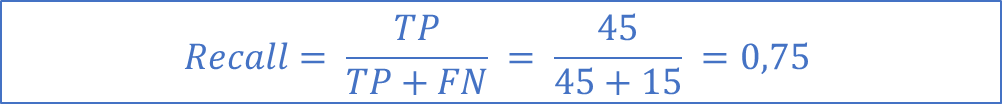 Recall = TP / (TP + FN) = 45 / (45 + 15) = 0,75